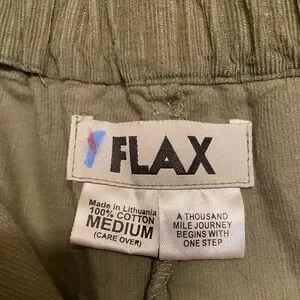 FLAX
Made in Lithuania
100% COTTON
MEDIUM
(CARE OVER)
A THOUSAND
MILE JOURNEY
BEGINS WITH
ONE STEP